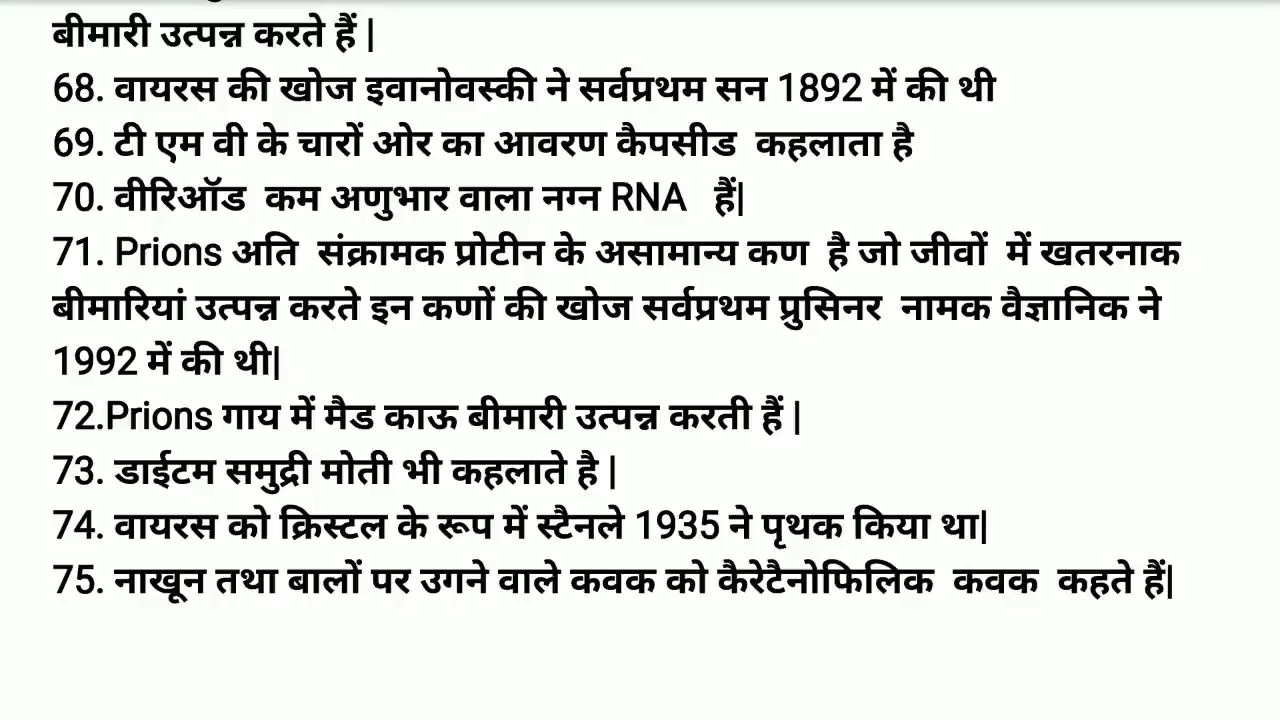 बीमारी उत्पन्न करते हैं |
68. वायरस की खोज इवानोवस्की ने सर्वप्रथम सन 1892 में की थी
69. टी एम वी के चारों ओर का आवरण कैपसीड कहलाता है
70. वीरिऑड कम अणुभार वाला नग्न RNA हैं|
71. Prions अति संक्रामक प्रोटीन के असामान्य कण है जो जीवों में खतरनाक
बीमारियां उत्पन्न करते इन कणों की खोज सर्वप्रथम प्रुसिनर नामक वैज्ञानिक ने
1992 में की थी|
72.Prions गाय में मैड काऊ बीमारी उत्पन्न करती हैं |
73. डाईटम समुद्री मोती भी कहलाते है |
74. वायरस को क्रिस्टल के रूप में स्टैनले 1935 ने पृथक किया था|
75. नाखून तथा बालों पर उगने वाले कवक को कैरेटैनोफिलिक कवक कहते हैं|